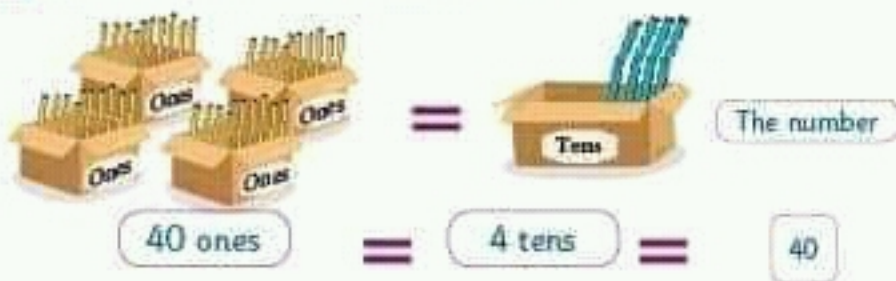 Ones
Ones
Ones
Ones
Tens
The number
40 ones = 4 tens = 40